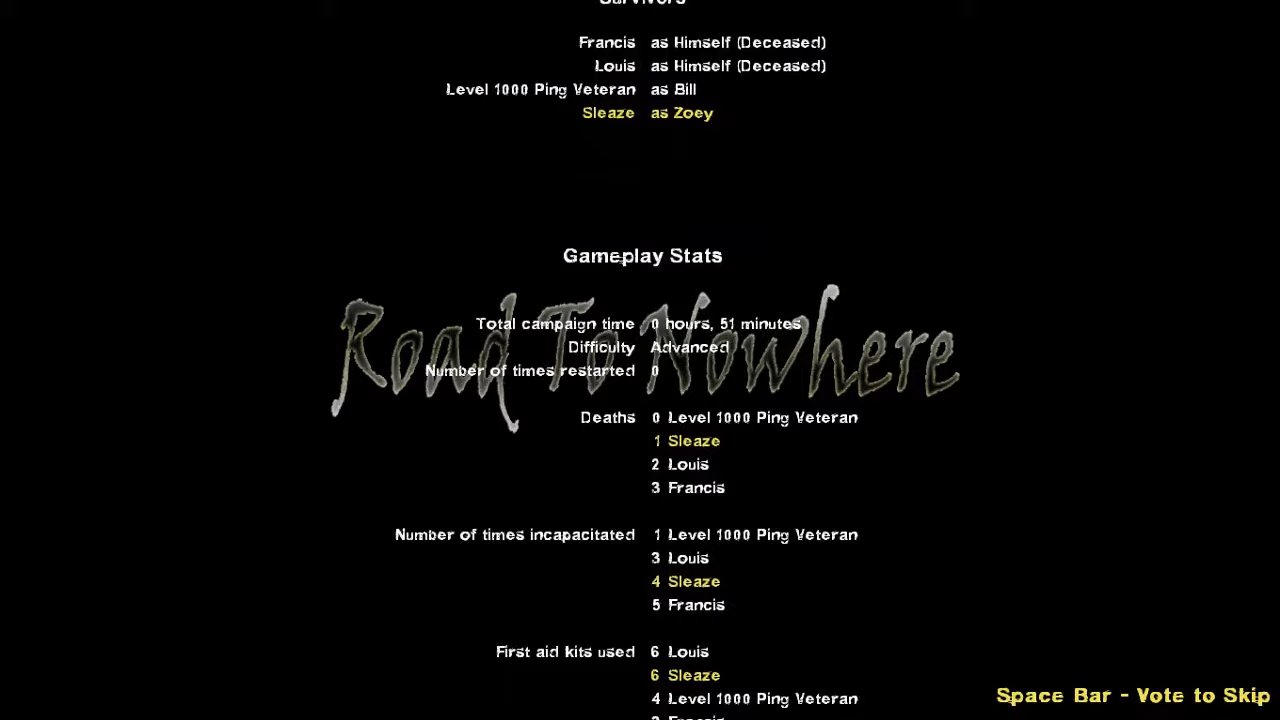 Survivors
Francis as Himself (Deceased)
Louis as Himself (Deceased)
Level 1000 Ping Veteran as Bill
Sleaze as Zoey
Gameplay Stats
Road To Nowhere
Total campaign time 0 hours, 51 minutes
Difficulty Advanced
Number of times restarted 0
Deaths 0 Level 1000 Ping Veteran
1 Sleaze
2 Louis
3 Francis
Number of times incapacitated 1 Level 1000 Ping Veteran
3 Louis
4 Sleaze
5 Francis
First aid kits used 6 Louis
6 Sleaze
4 Level 1000 Ping Veteran
Francis
Space Bar - Vote to Skip